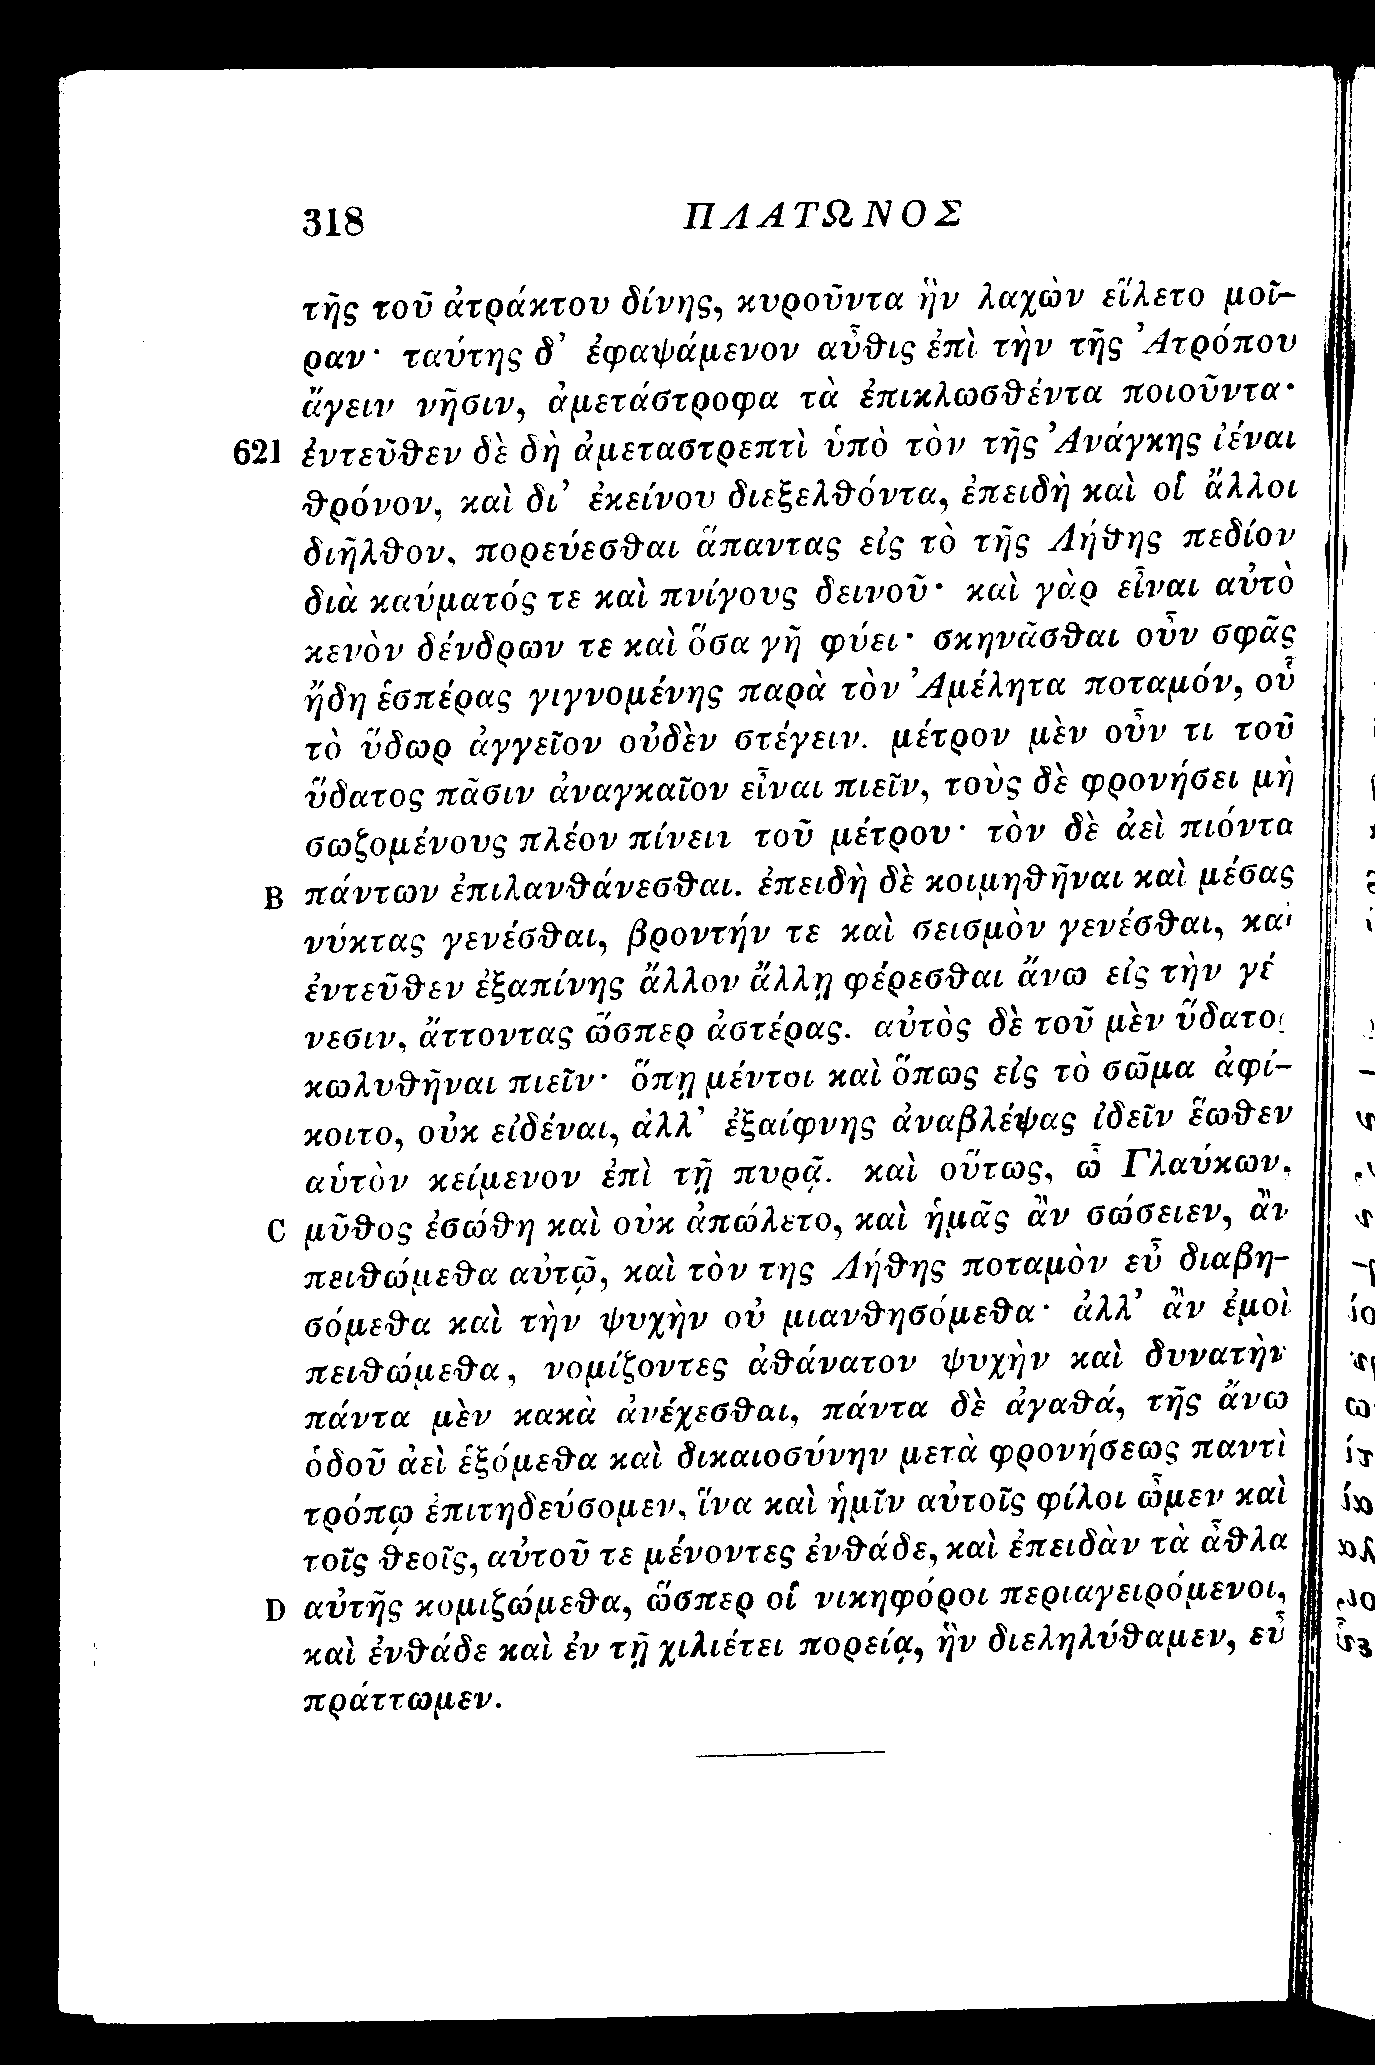 318 ΠΛΑΤΩΝΟΣ
τῆς τοῦ ἀτράκτου δίνης, κυροῦντα ἣν λαχὼν εἵλετο μοῖ-
ραν· ταύτης δ' ἐφαψάμενον αὖθις ἐπὶ τὴν τῆς Ἀτρόπου
ἄγειν νῆσιν, ἀμετάστροφα τὰ ἐπικλωσθέντα ποιοῦντα·
621 ἐντεῦθεν δὲ δὴ ἀμεταστρεπτὶ ὑπὸ τὸν τῆς Ἀνάγκης ἰέναι
θρόνον, καὶ δι' ἐκείνου διεξελθόντα, ἐπειδὴ καὶ οἱ ἄλλοι
διῆλθον, πορεύεσθαι ἅπαντας εἰς τὸ τῆς Λήθης πεδίον
διὰ καύματός τε καὶ πνίγους δεινοῦ· καὶ γὰρ εἶναι αὐτὸ
κενὸν δένδρων τε καὶ ὅσα γῆ φύει· σκηνᾶσθαι οὖν σφᾶς
ἤδη ἑσπέρας γιγνομένης παρὰ τὸν Ἀμέλητα ποταμόν, οὗ
τὸ ὕδωρ ἀγγεῖον οὐδὲν στέγειν. μέτρον μὲν οὖν τι τοῦ
ὕδατος πᾶσιν ἀναγκαῖον εἶναι πιεῖν, τοὺς δὲ φρονήσει μὴ
σωζομένους πλέον πίνειν τοῦ μέτρου· τὸν δὲ ἀεὶ πιόντα
B πάντων ἐπιλανθάνεσθαι. ἐπειδὴ δὲ κοιμηθῆναι καὶ μέσας
νύκτας γενέσθαι, βροντήν τε καὶ σεισμὸν γενέσθαι, καὶ
ἐντεῦθεν ἐξαπίνης ἄλλον ἄλλῃ φέρεσθαι ἄνω εἰς τὴν γέ
νεσιν, ἄττοντας ὥσπερ ἀστέρας. αὐτὸς δὲ τοῦ μὲν ὕδατος
κωλυθῆναι πιεῖν· ὅπῃ μέντοι καὶ ὅπως εἰς τὸ σῶμα ἀφί-
κοιτο, οὐκ εἰδέναι, ἀλλ' ἐξαίφνης ἀναβλέψας ἰδεῖν ἕωθεν
αὑτὸν κείμενον ἐπὶ τῇ πυρᾷ. καὶ οὕτως, ὦ Γλαύκων,
C μῦθος ἐσώθη καὶ οὐκ ἀπώλετο, καὶ ἡμᾶς ἂν σώσειεν, ἂν
πειθώμεθα αὐτῷ, καὶ τὸν της Λήθης ποταμὸν εὖ διαβη-
σόμεθα καὶ τὴν ψυχὴν οὐ μιανθησόμεθα· ἀλλ' ἂν ἐμοὶ
πειθώμεθα, νομίζοντες ἀθάνατον ψυχὴν καὶ δυνατὴν
πάντα μὲν κακὰ ἀνέχεσθαι, πάντα δὲ ἀγαθά, τῆς ἄνω
ὁδοῦ ἀεὶ ἑξόμεθα καὶ δικαιοσύνην μετὰ φρονήσεως παντὶ
τρόπῳ ἐπιτηδεύσομεν, ἵνα καὶ ἡμῖν αὐτοῖς φίλοι ὦμεν καὶ
τοῖς θεοῖς, αὐτοῦ τε μένοντες ἐνθάδε, καὶ ἐπειδὰν τὰ ἆθλα
D αὐτῆς κομιζώμεθα, ὥσπερ οἱ νικηφόροι περιαγειρόμενοι,
καὶ ἐνθάδε καὶ ἐν τῇ χιλιέτει πορείᾳ, ἣν διεληλύθαμεν, εὖ
πράττωμεν.